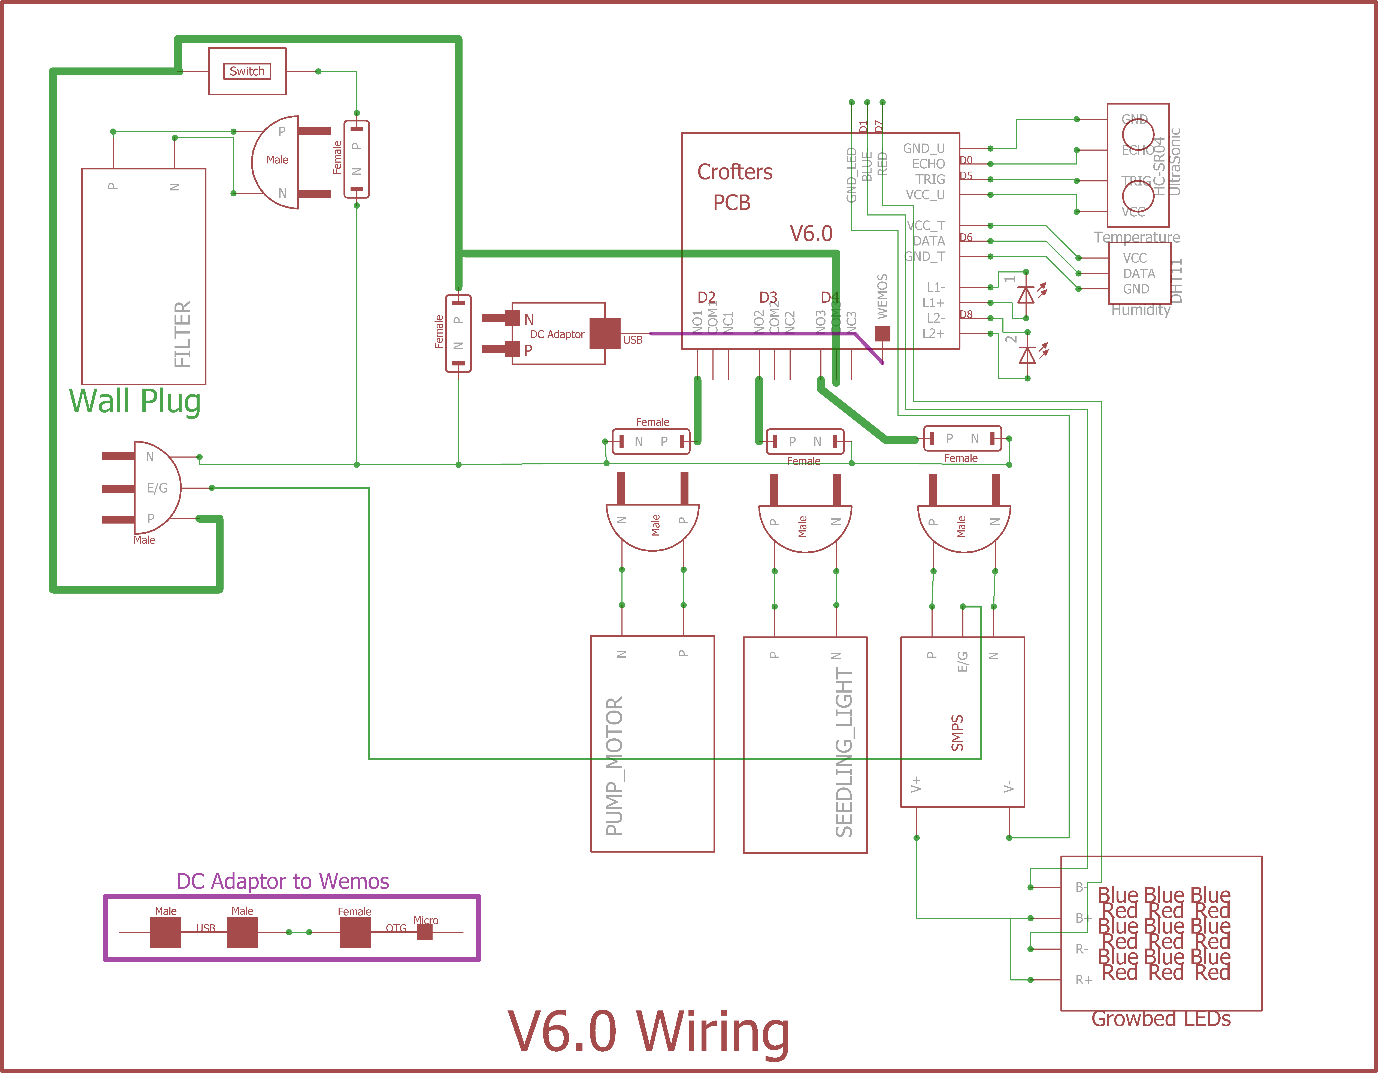 Switch
P
Male
N
Female
P
N
P
N
FILTER
Wall Plug
N
E/G
P
Male
Female
P
N
N
P
DC Adaptor
USB
Crofters
PCB
V6.0
GND_LED
D1
BLUE
D7
RED
GND_U
ECHO
D0
TRIG
D5
VCC_U
VCC_T
DATA
D6
GND_T
L1-
L1+
L2-
D8
L2+
D2
D3
D4
NO1
COM1
NC1
NO2
COM2
NC2
NO3
NC3
WEMOS
GND
ECHO
TRIG
VCC
HC-SR04
UltraSonic
Temperature
VCC
DATA
GND
DHT11
Humidity
1
2
Female
N P
P N
Female
P N
Female
N
Male
P
P
Male
N
P
Male
N
N
P
PUMP_MOTOR
P
N
SEEDLING_LIGHT
P
E/G
N
SMPS
V+
V-
DC Adaptor to Wemos
Male
USB
Male
Female
OTG
Micro
B-
B+
R-
R+
Blue Blue Blue
Red Red Red
Blue Blue Blue
Red Red Red
Blue Blue Blue
Red Red Red
Growbed LEDs
V6.0 Wiring